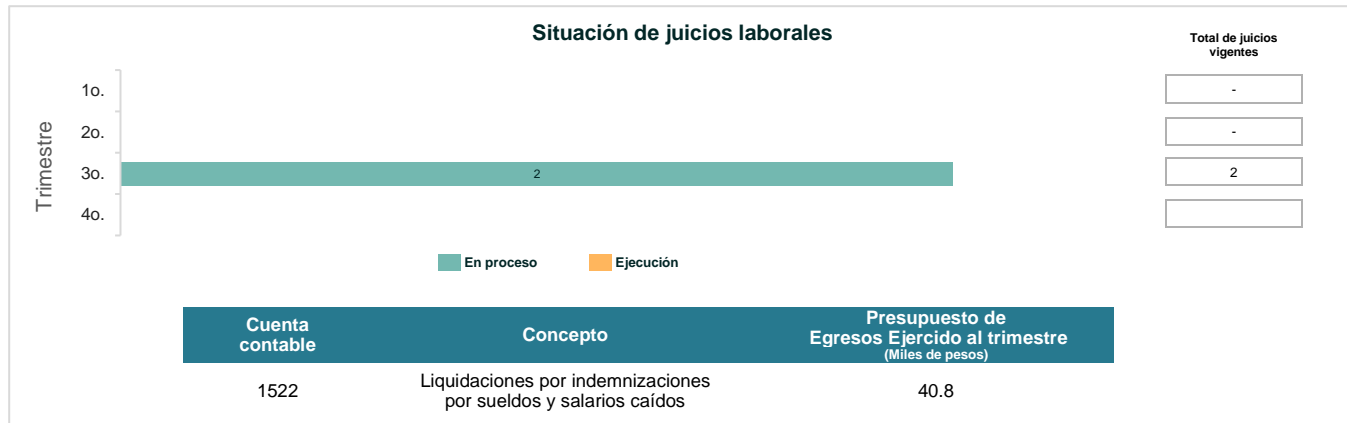 Situación de juicios laborales
Total de juicios
vigentes
Trimestre
1o.
-
2o.
-
3o.
2
2
4o.
En proceso
Ejecución
Cuenta
contable
Concepto
Presupuesto de
Egresos Ejercido al trimestre
(Miles de pesos)
1522
Liquidaciones por indemnizaciones
por sueldos y salarios caídos
40.8